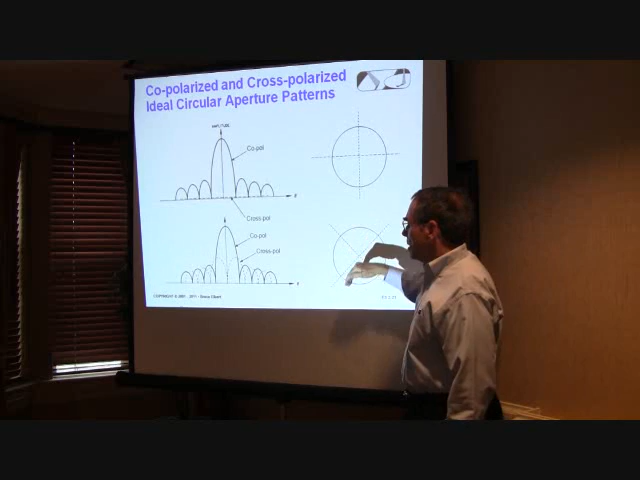 Co-polarized and Cross-polarized
Ideal Circular Aperture Patterns
Co-pol
Cross-pol
Co-pol
Cross-pol